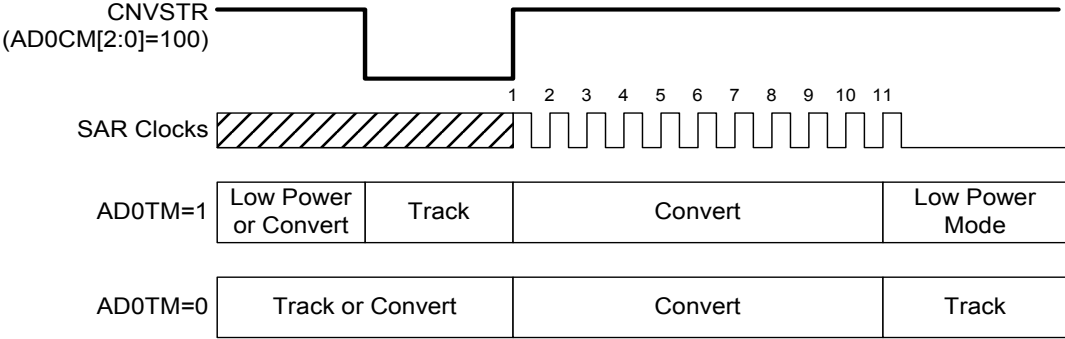 CNVSTR
(AD0CM[2:0]=100)
1 2 3 4 5 6 7 8 9 10 11
SAR Clocks
AD0TM=1
Low Power
or Convert
Track
Convert
Low Power
Mode
AD0TM=0
Track or Convert
Convert
Track